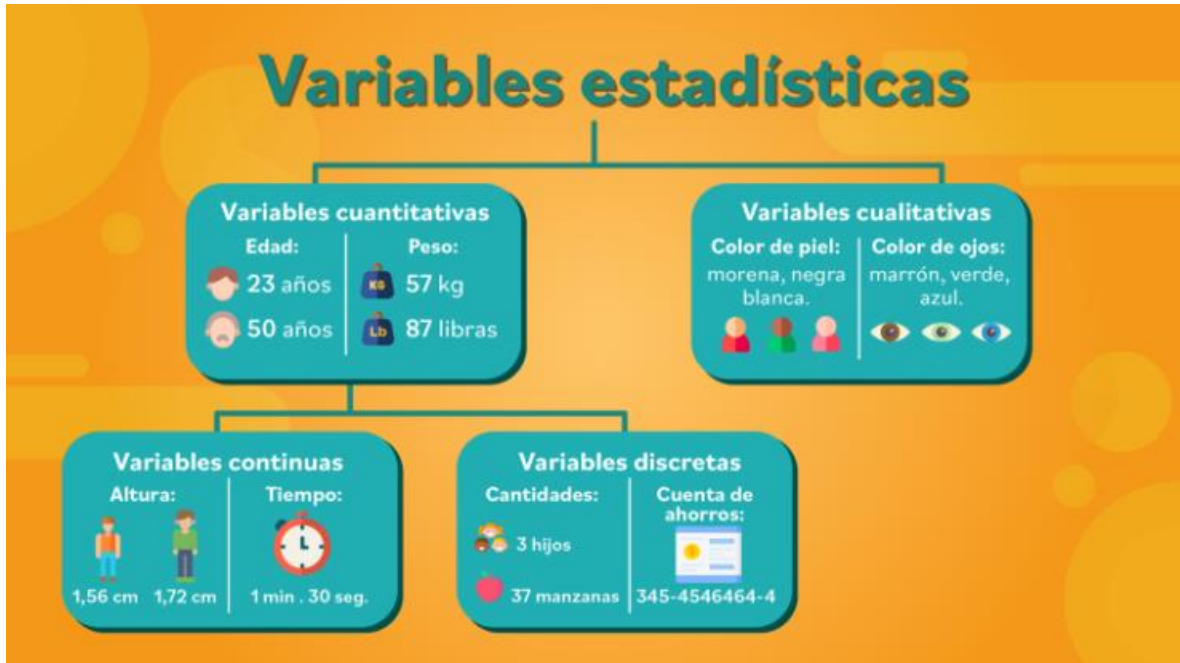 Variables estadísticas
Variables cuantitativas
Edad:
23 años
50 años
Peso:
KG
57 kg
Lb
87 libras
Variables cualitativas
Color de piel:
morena, negra
blanca.
Color de ojos:
marrón, verde,
azul.
Variables continuas
Altura:
1,56 cm
1,72 cm
Tiempo:
1 min . 30 seg.
Variables discretas
Cantidades:
3 hijos
37 manzanas
Cuenta de
ahorros:
345-4546464-4